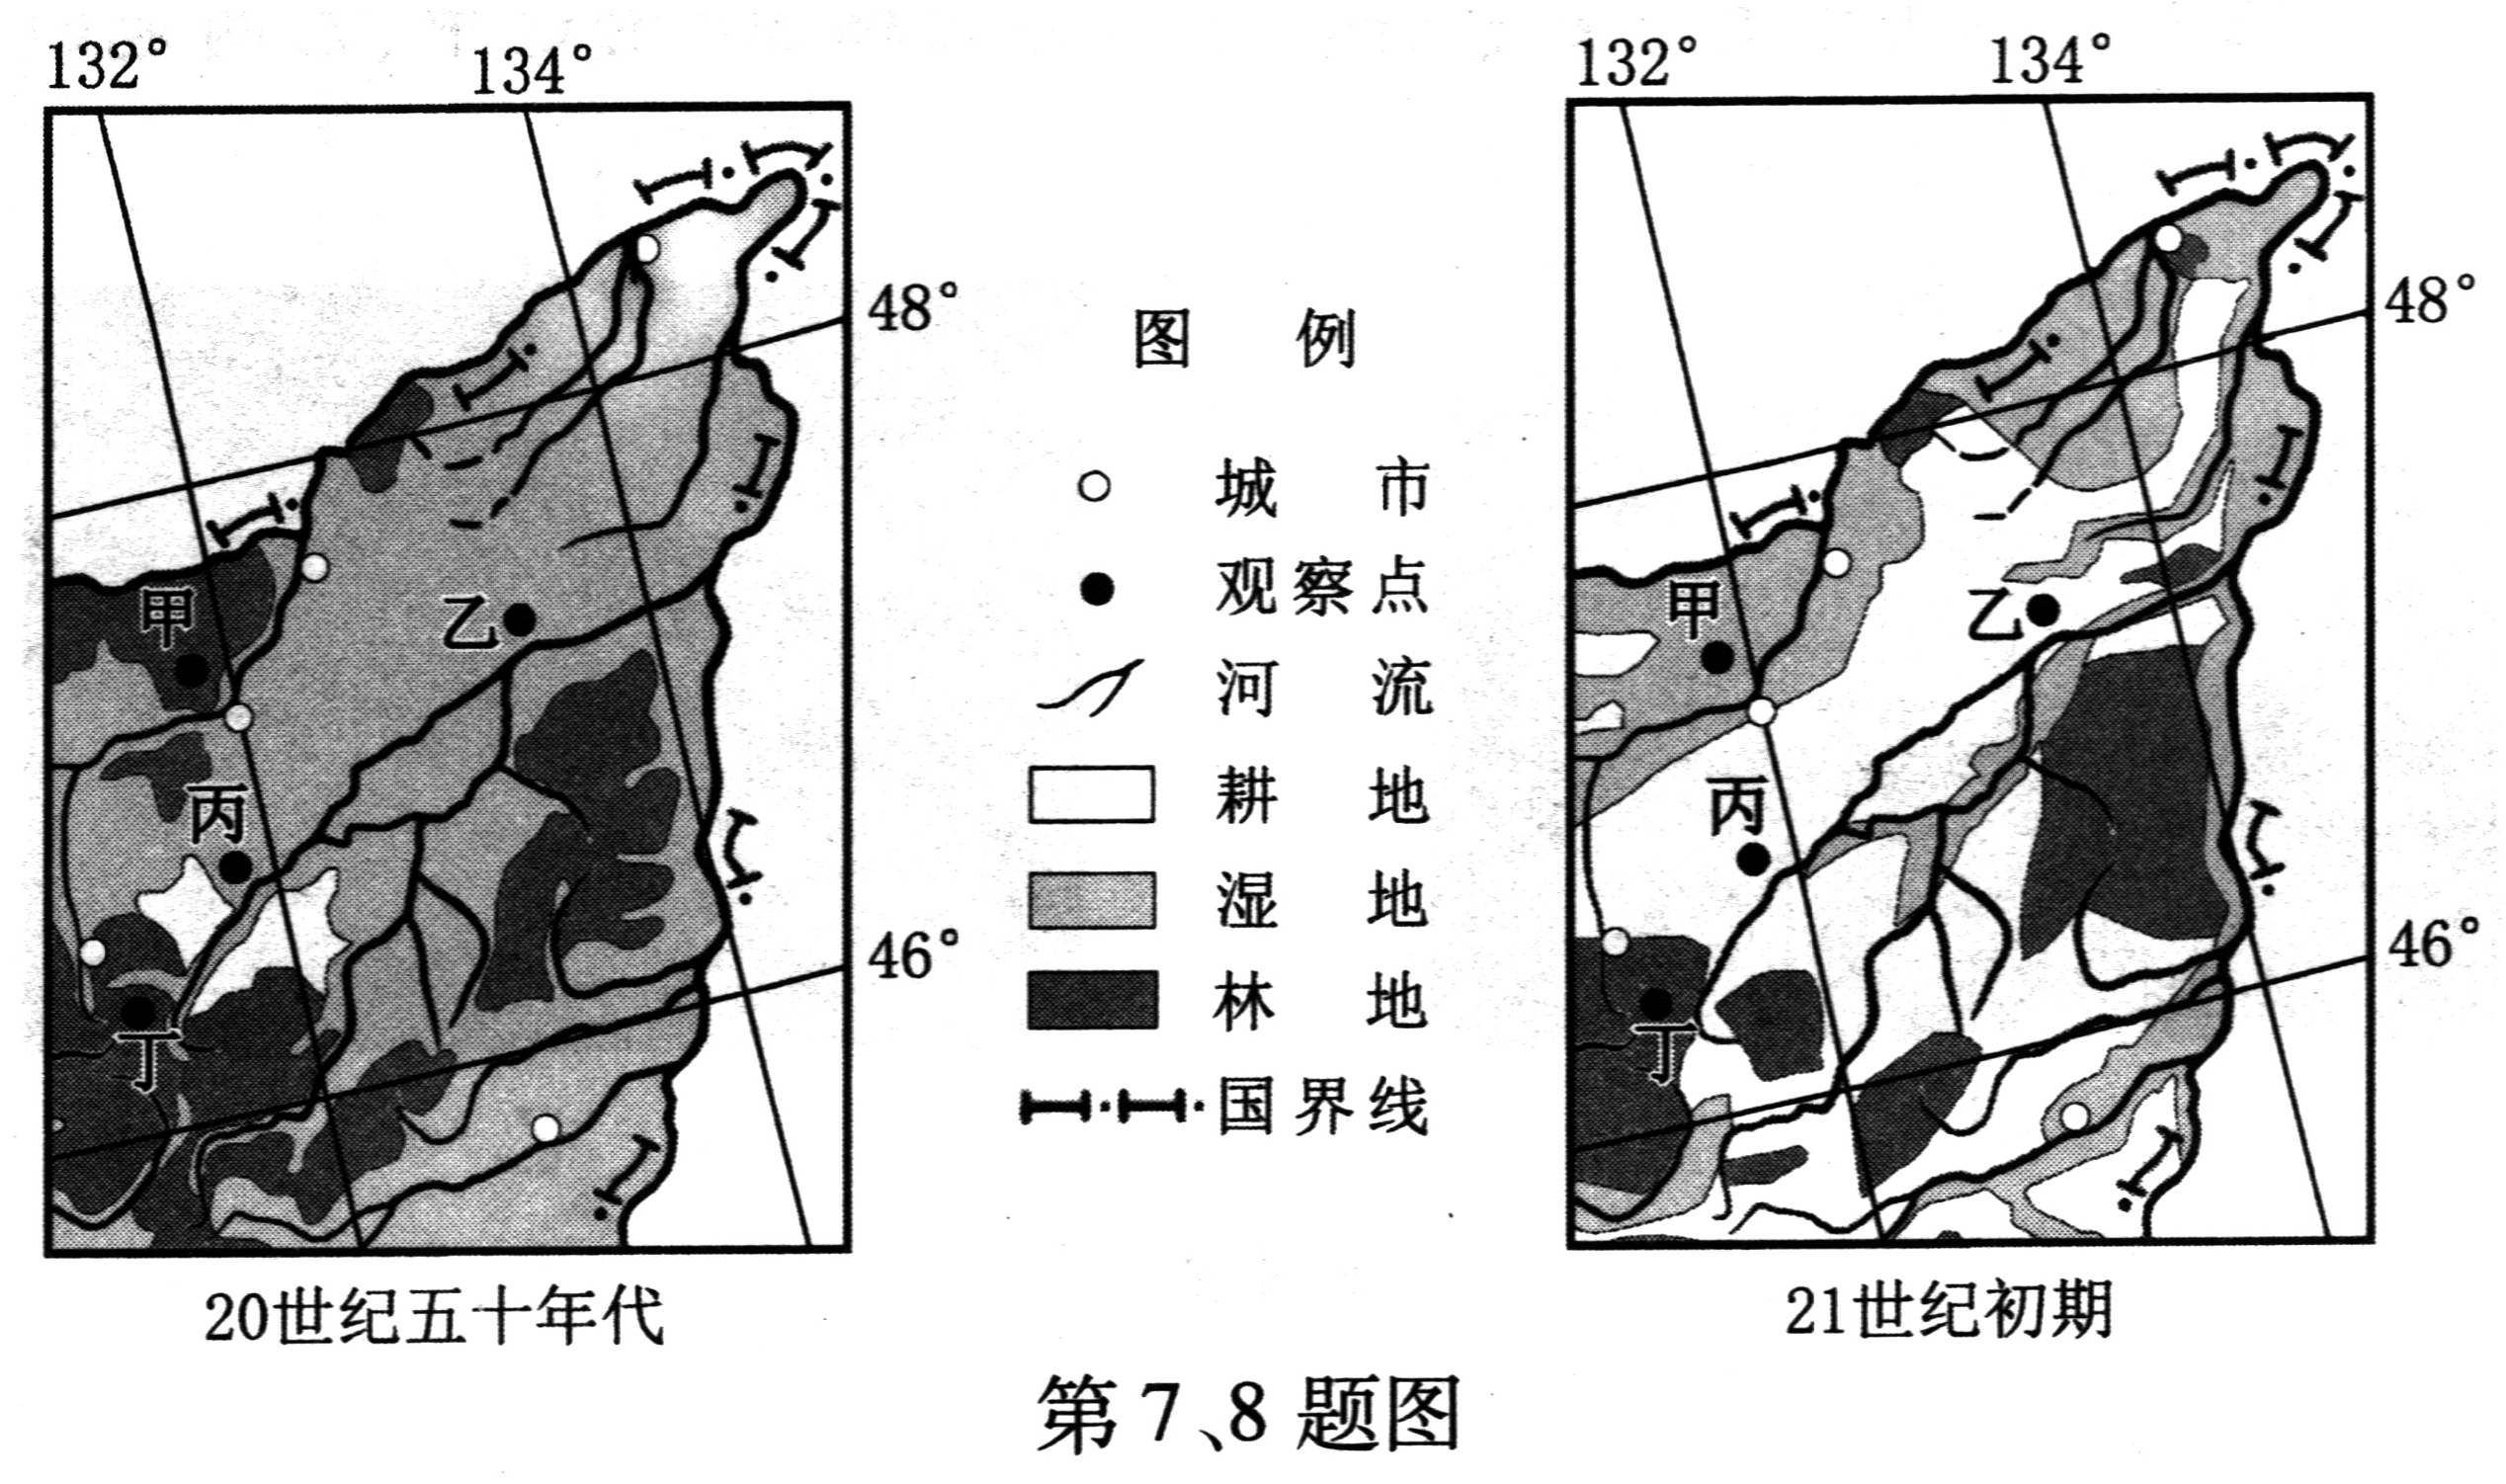 132° 134°
48°
甲
乙
丙
46°
丁
20世纪五十年代
图例
城市
观察点
河流
耕地
湿地
林地
国界线
132° 134°
48°
甲
乙
丙
46°
丁
21世纪初期
第7、8题图